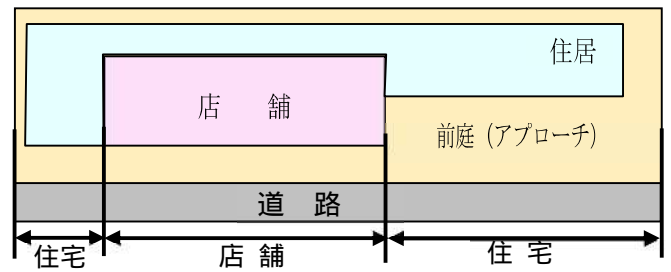 住居
店　舗
前庭（アプローチ）
道　路
住宅
店 舗
住 宅